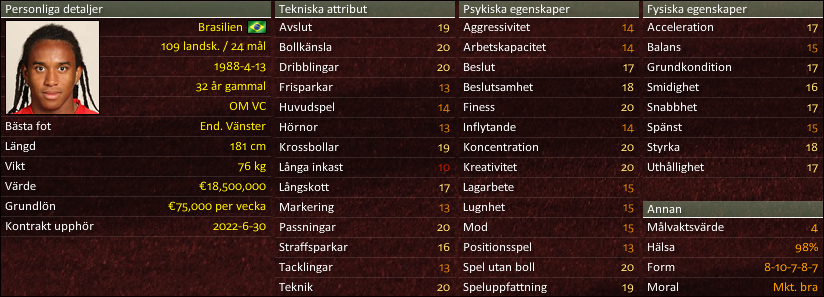 Personliga detaljer
Brasilien
109 landsk. / 24 mål
1988-4-13
32 år gammal
OM VC
Bästa fot End. Vänster
Längd 181 cm
Vikt 76 kg
Värde €18,500,000
Grundlön €75,000 per vecka
Kontrakt upphör 2022-6-30
Tekniska attribut
Avslut 19
Bollkänsla 20
Dribblingar 20
Frisparkar 13
Huvudspel 14
Hörnor 13
Krossbollar 19
Långa inkast 10
Långskott 17
Markering 13
Passningar 20
Straffsparkar 16
Tacklingar 13
Teknik 20
Psykiska egenskaper
Aggressivitet 14
Arbetskapacitet 14
Beslut 17
Beslutsamhet 18
Finess 20
Inflytande 14
Koncentration 20
Kreativitet 20
Lagarbete 15
Lugnhet 15
Mod 15
Positionsspel 13
Spel utan boll 20
Speluppfattning 19
Fysiska egenskaper
Acceleration 17
Balans 15
Grundkondition 17
Smidighet 16
Snabbhet 17
Spänst 15
Styrka 18
Uthållighet 17
Annan
Målvaktsvärde 4
Hälsa 98%
Form 8-10-7-8-7
Moral Mkt. bra